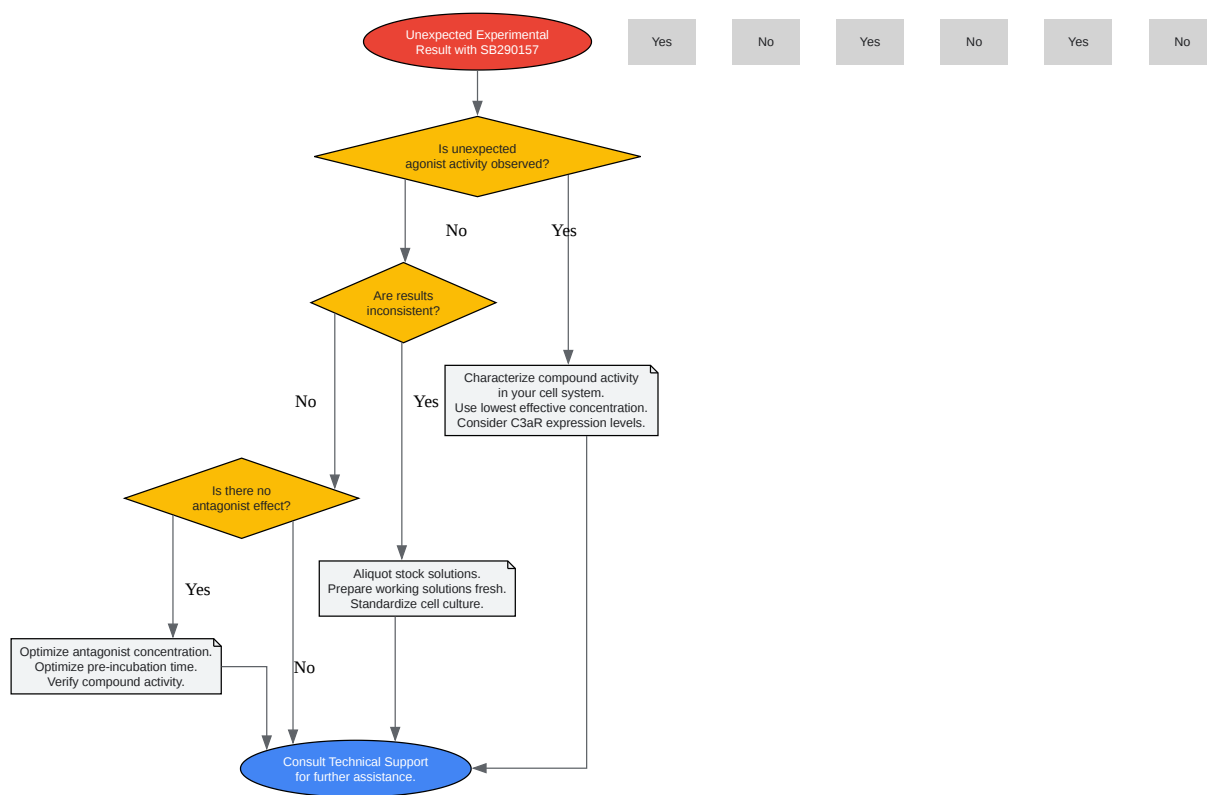 Unexpected Experimental
Result with SB290157
Yes
No
Yes
No
Yes
No
Is unexpected
agonist activity observed?
No
Yes
Are results
inconsistent?
Characterize compound activity
in your cell system.
Use lowest effective concentration.
Consider C3aR expression levels.
No
Yes
Is there no
antagonist effect?
Aliquot stock solutions.
Prepare working solutions fresh.
Standardize cell culture.
Yes
Optimize antagonist concentration.
Optimize pre-incubation time.
Verify compound activity.
No
Consult Technical Support
for further assistance.